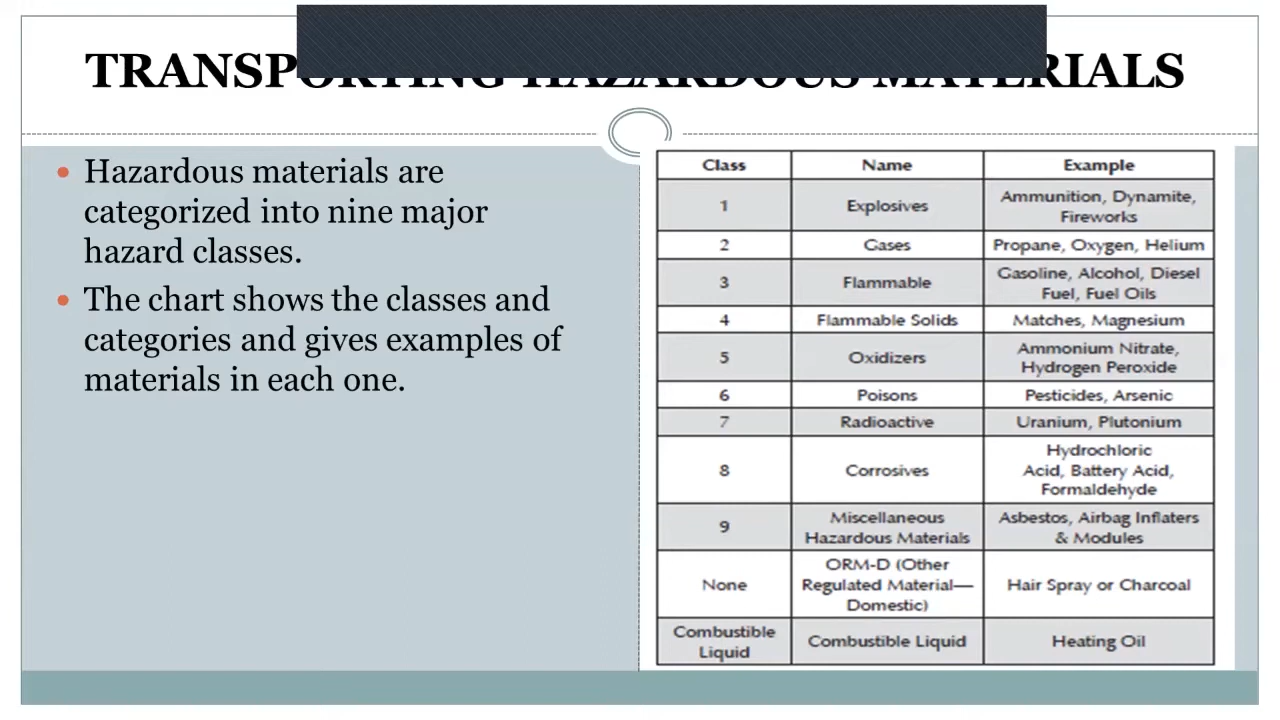 TRANSPORTING HAZARDOUS MATERIALS
Hazardous materials are
categorized into nine major
hazard classes.
The chart shows the classes and
categories and gives examples of
materials in each one.
Class Name Example
1 Explosives Ammunition, Dynamite,
Fireworks
2 Gases Propane, Oxygen, Helium
3 Flammable Gasoline, Alcohol, Diesel
Fuel, Fuel Oils
4 Flammable Solids Matches, Magnesium
5 Oxidizers Ammonium Nitrate,
Hydrogen Peroxide
6 Poisons Pesticides, Arsenic
7 Radioactive Uranium, Plutonium
Hydrochloric
8 Corrosives Acid, Battery Acid,
Formaldehyde
9 Miscellaneous Asbestos, Airbag Inflaters
Hazardous Materials & Modules
ORM-D (Other
None Regulated Material— Hair Spray or Charcoal
Domestic)
Combustible
Liquid Combustible Liquid Heating Oil